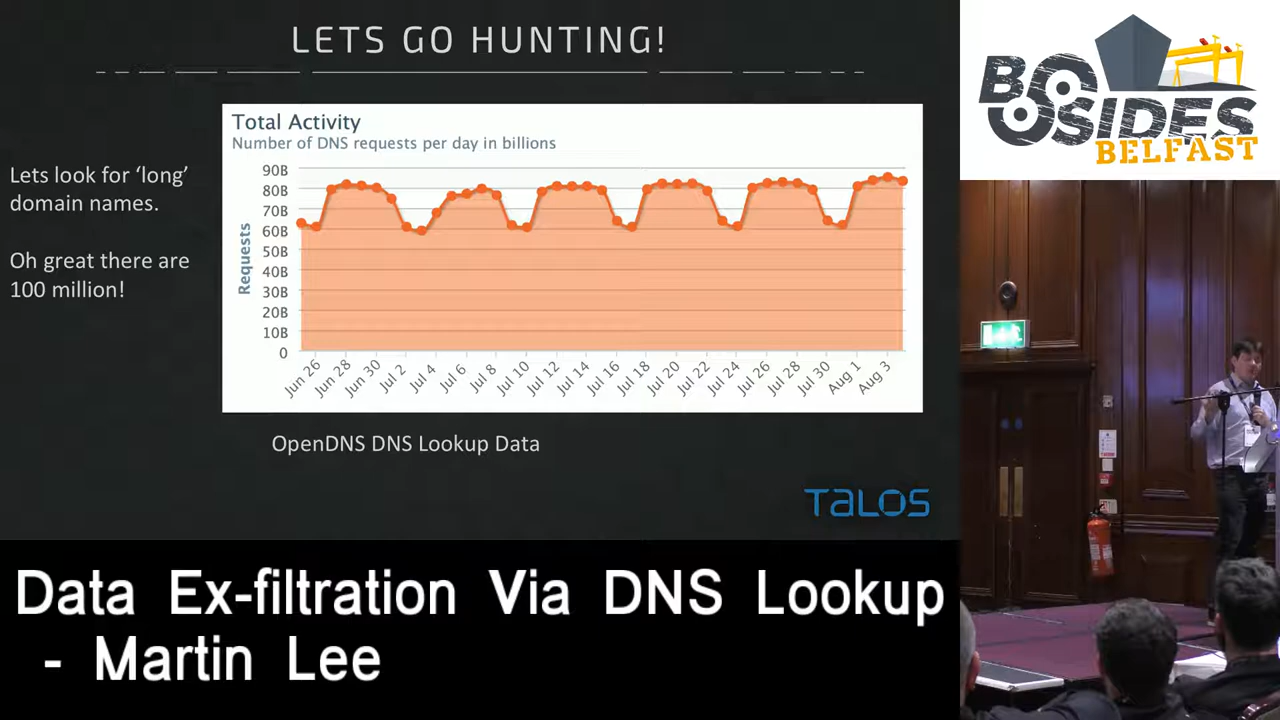 LETS GO HUNTING!
Lets look for ‘long’
domain names.
Oh great there are
100 million!
Total Activity
Number of DNS requests per day in billions
Requests
90B
80B
70B
60B
50B
40B
30B
20B
10B
0
Jun 26
Jun 28
Jun 30
Jul 2
Jul 4
Jul 6
Jul 8
Jul 10
Jul 12
Jul 14
Jul 16
Jul 18
Jul 20
Jul 22
Jul 24
Jul 26
Jul 28
Jul 30
Aug 1
Aug 3
OpenDNS DNS Lookup Data
TALOS
BSIDES
BELFAST
Data Ex-filtration Via DNS Lookup
- Martin Lee